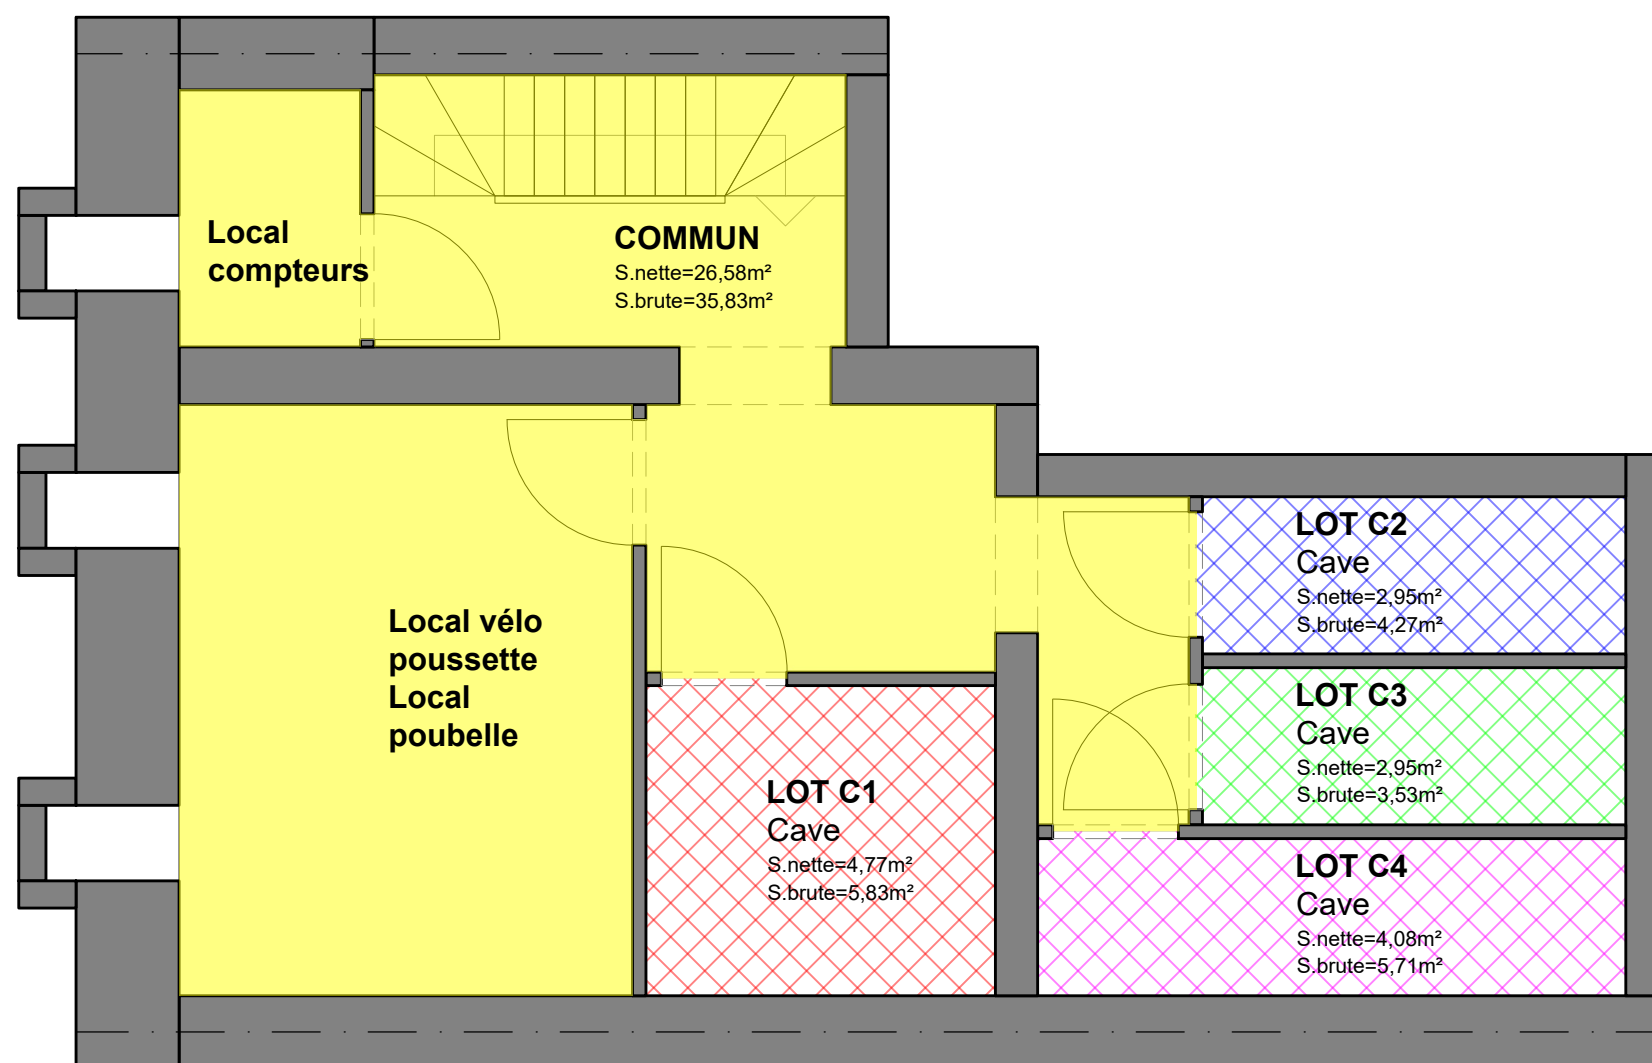 Local
compteurs
COMMUN
S.nette=26,58m²
S.brute=35,83m²
Local vélo
poussette
Local
poubelle
LOT C1
Cave
S.nette=4,77m²
S.brute=5,83m²
LOT C2
Cave
S.nette=2,95m²
S.brute=4,27m²
LOT C3
Cave
S.nette=2,95m²
S.brute=3,53m²
LOT C4
Cave
S.nette=4,08m²
S.brute=5,71m²